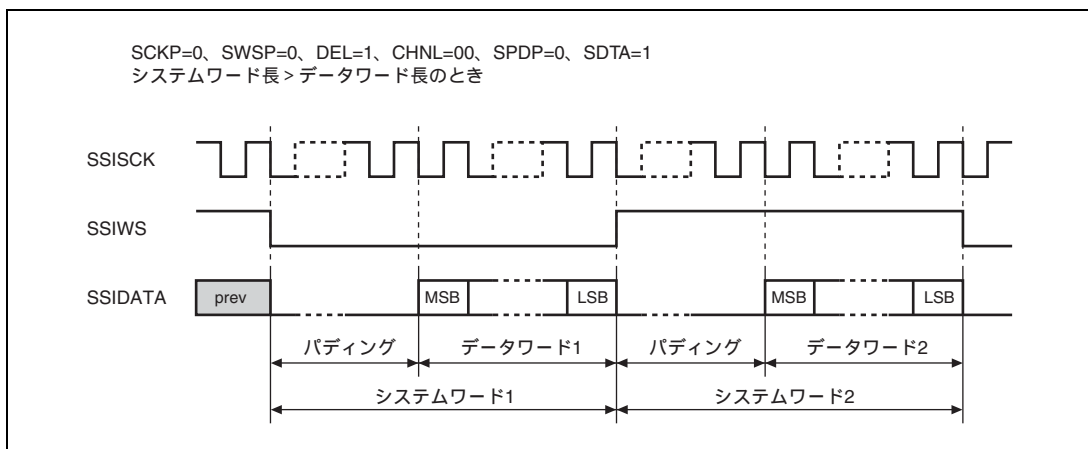 SCKP=0、SWSP=0、DEL=1、CHNL=00、SPDP=0、SDTA=1
システムワード長>データワード長のとき
SSISCK
SSIWS
SSIDATA
prev
MSB
LSB
MSB
LSB
パディング
データワード1
パディング
データワード2
システムワード1
システムワード2